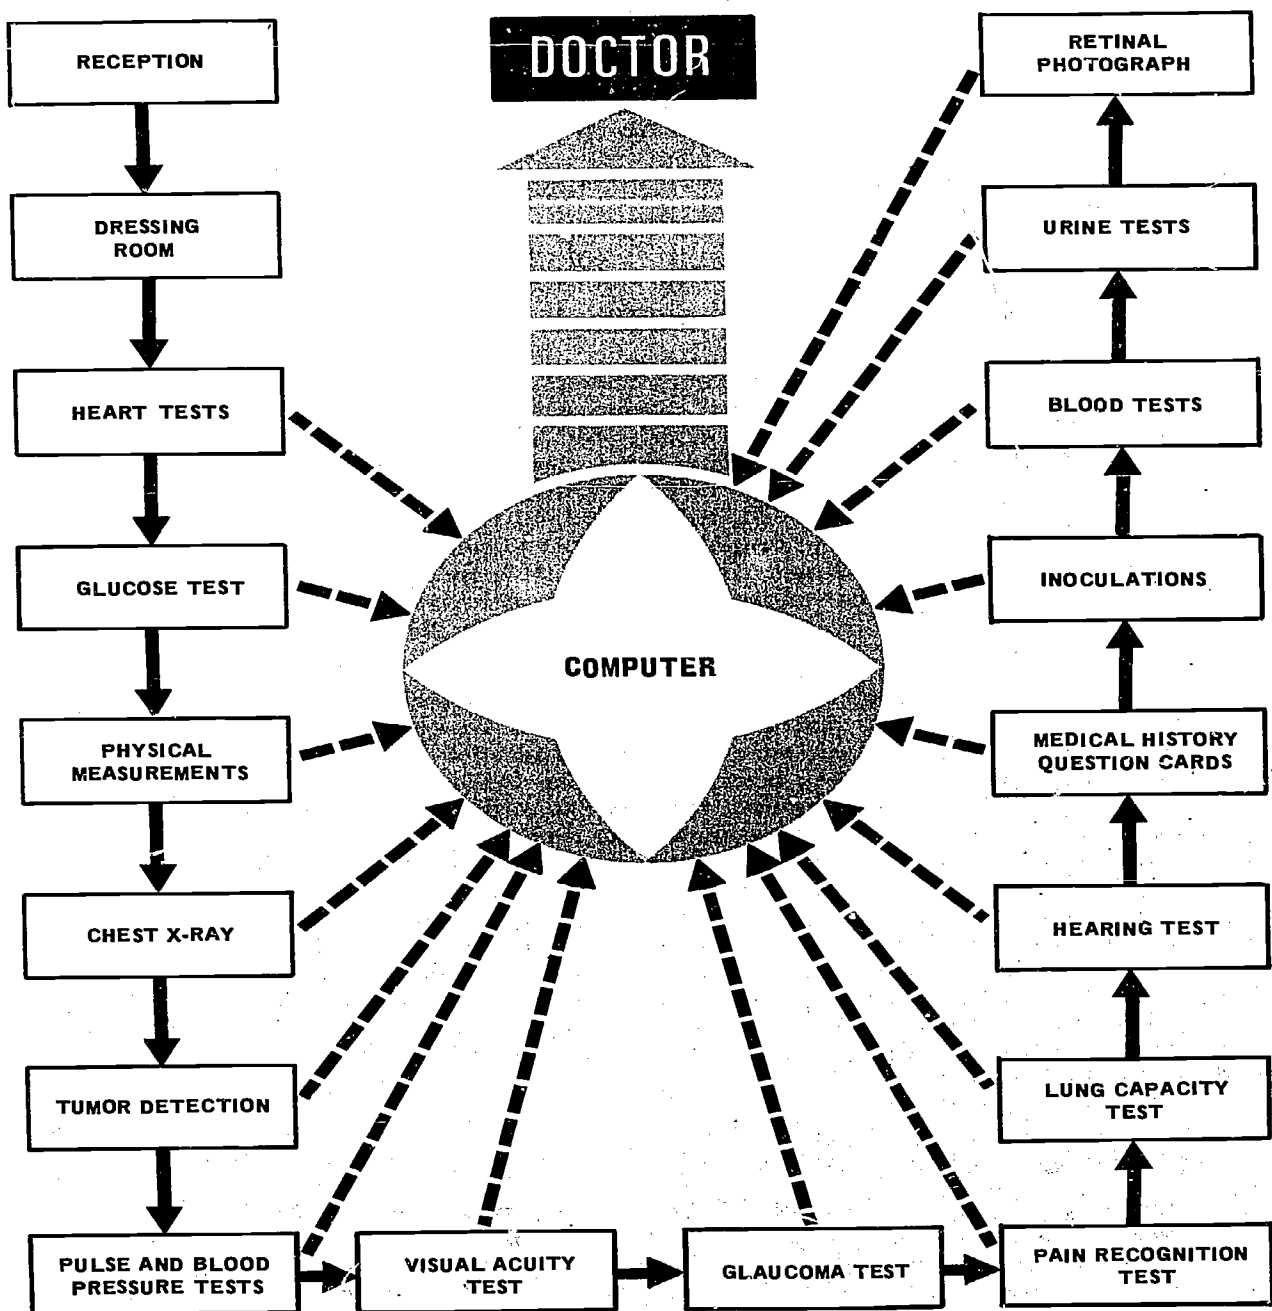 RECEPTION
DRESSING
ROOM
HEART TESTS
GLUCOSE TEST
PHYSICAL
MEASUREMENTS
CHEST X-RAY
TUMOR DETECTION
PULSE AND BLOOD
PRESSURE TESTS
VISUAL ACUITY
TEST
GLAUCOMA TEST
PAIN RECOGNITION
TEST
LUNG CAPACITY
TEST
HEARING TEST
MEDICAL HISTORY
QUESTION CARDS
INOCULATIONS
BLOOD TESTS
URINE TESTS
RETINAL
PHOTOGRAPH
COMPUTER
DOCTOR